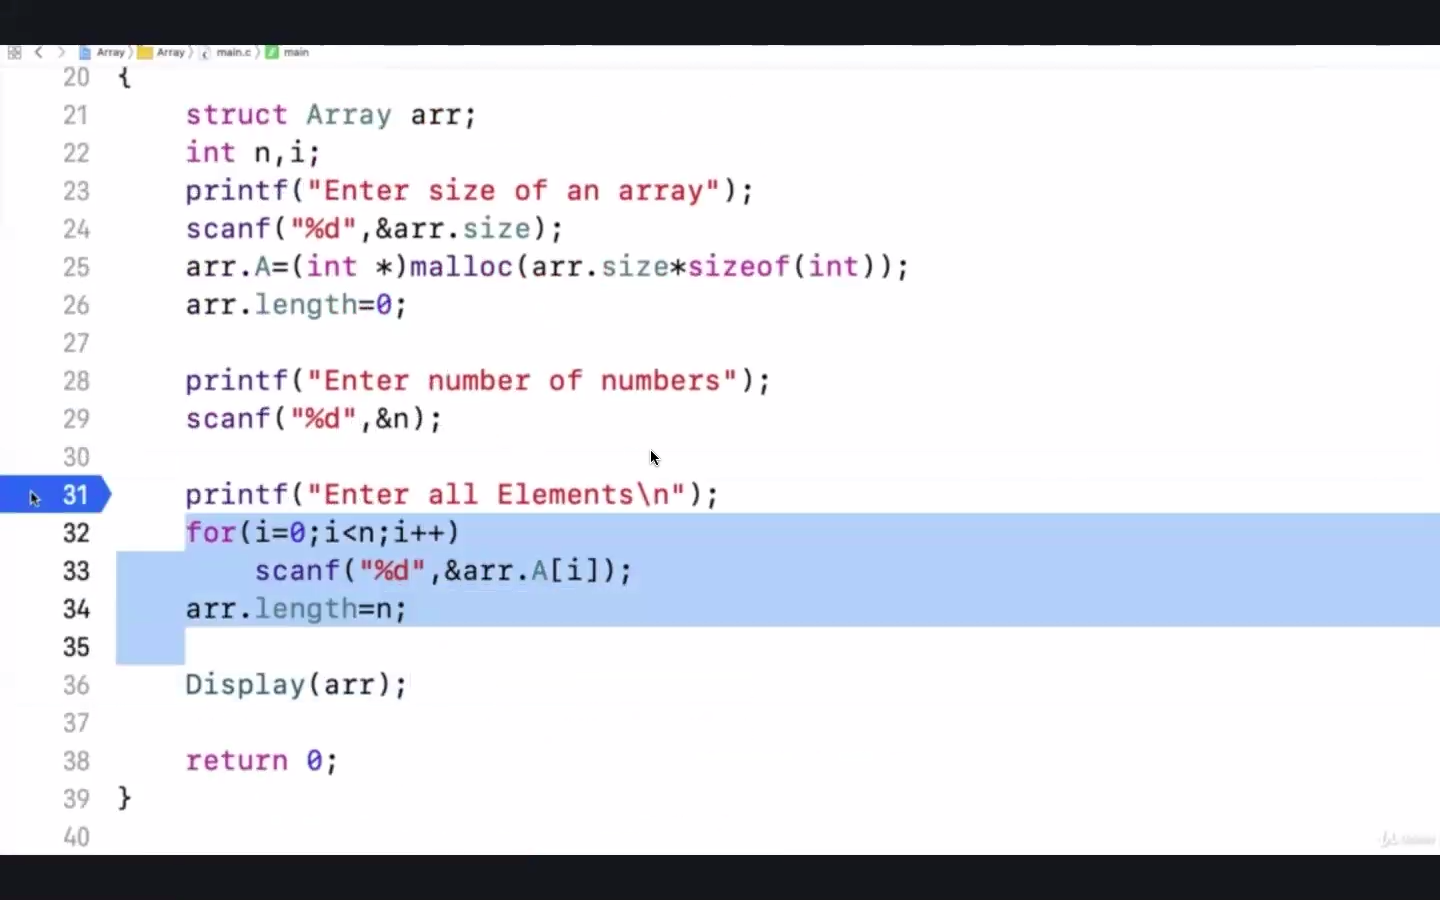 Array Array main.c main
20 {
21 struct Array arr;
22 int n,i;
23 printf("Enter size of an array");
24 scanf("%d",&arr.size);
25 arr.A=(int *)malloc(arr.size*sizeof(int));
26 arr.length=0;
27
28 printf("Enter number of numbers");
29 scanf("%d",&n);
30
31 printf("Enter all Elements\n");
32 for(i=0;i<n;i++)
33 scanf("%d",&arr.A[i]);
34 arr.length=n;
35
36 Display(arr);
37
38 return 0;
39 }
40